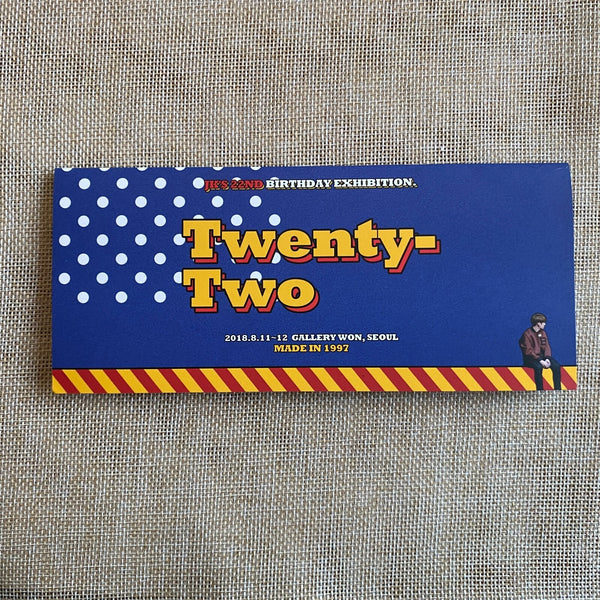 JK'S 22ND BIRTHDAY EXHIBITION.
Twenty-
Two
2018.8.11~12 GALLERY WON, SEOUL
MADE IN 1997